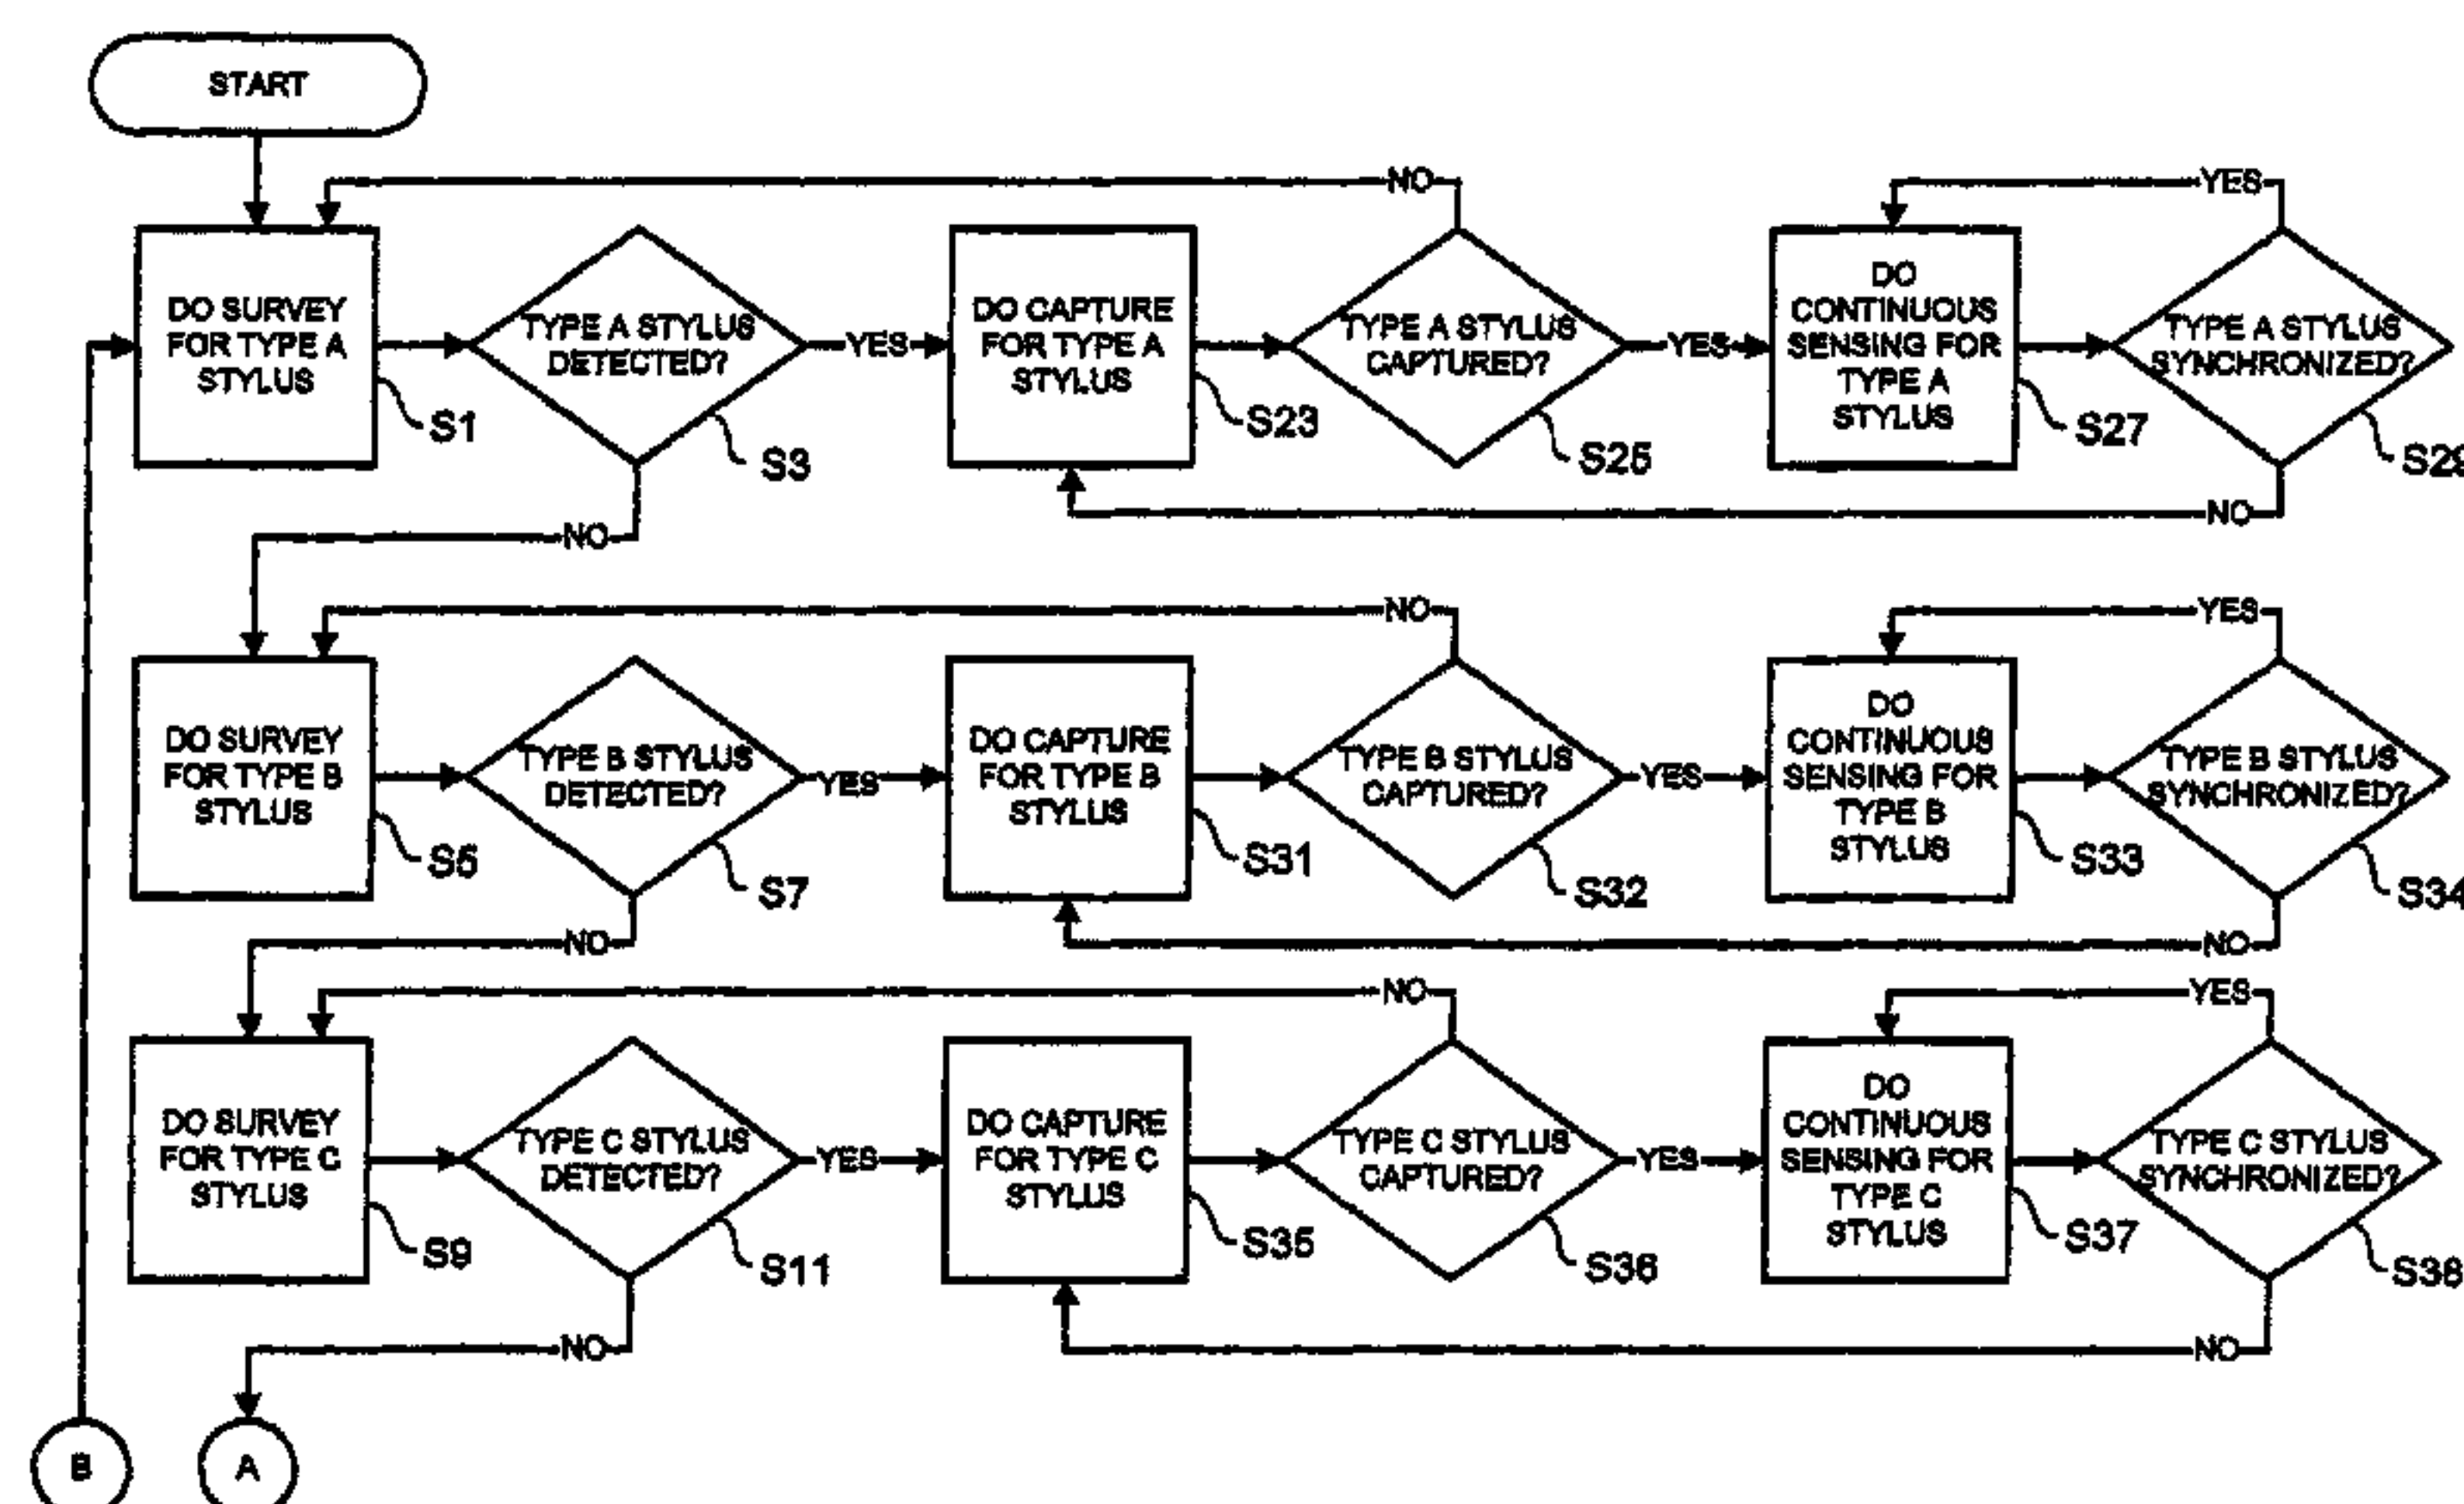 START
NO
YES
DO SURVEY
FOR TYPE A
STYLUS
S1
TYPE A STYLUS
DETECTED?
S3
YES
DO CAPTURE
FOR TYPE A
STYLUS
S23
TYPE A STYLUS
CAPTURED?
S25
YES
DO
CONTINUOUS
SENSING FOR
TYPE A
STYLUS
S27
TYPE A STYLUS
SYNCHRONIZED?
S29
NO
NO
NO
YES
DO SURVEY
FOR TYPE B
STYLUS
S5
TYPE B STYLUS
DETECTED?
S7
YES
DO CAPTURE
FOR TYPE B
STYLUS
S31
TYPE B STYLUS
CAPTURED?
S32
YES
DO
CONTINUOUS
SENSING FOR
TYPE B
STYLUS
S33
TYPE B STYLUS
SYNCHRONIZED?
S34
NO
NO
NO
YES
DO SURVEY
FOR TYPE C
STYLUS
S9
TYPE C STYLUS
DETECTED?
S11
YES
DO CAPTURE
FOR TYPE C
STYLUS
S35
TYPE C STYLUS
CAPTURED?
S36
YES
DO
CONTINUOUS
SENSING FOR
TYPE C
STYLUS
S37
TYPE C STYLUS
SYNCHRONIZED?
S38
NO
NO
B
A